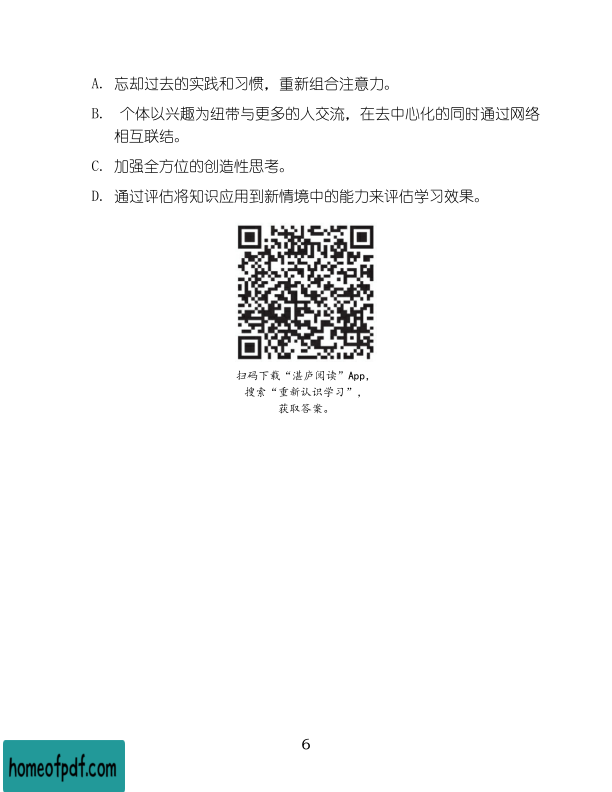 A. 忘却过去的实践和习惯，重新组合注意力。
B. 个体以兴趣为纽带与更多的人交流，在去中心化的同时通过网络
相互联结。
C. 加强全方位的创造性思考。
D. 通过评估将知识应用到新情境中的能力来评估学习效果。
扫码下载“湛庐阅读”App，
搜索“重新认识学习”，
获取答案。
6
homeofpdf.com